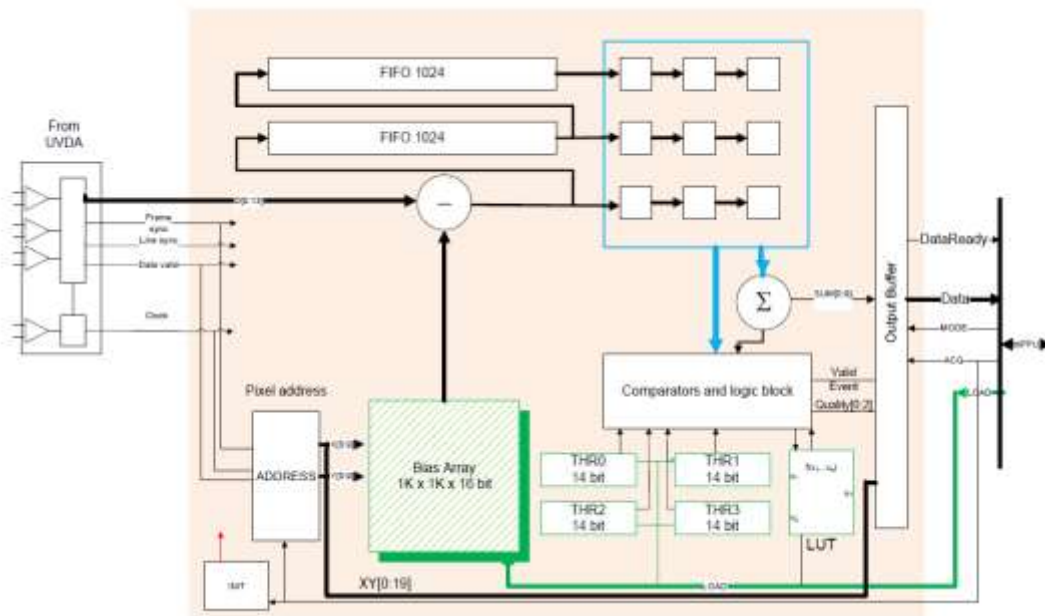 FIFO 1024
FIFO 1024
From
UVDA
Frame
sync
Line sync
Data valid
Clock
DataReady
Data
MODE
ACQ
LOAD
Output Buffer
Σ
Comparators and logic block
Valid
Event
Quality[0:2]
Pixel address
ADDRESS
Bias Array
1K x 1K x 16 bit
THR0
14 bit
THR1
14 bit
THR2
14 bit
THR3
14 bit
LUT
INIT
XY[0:19]
LOAD